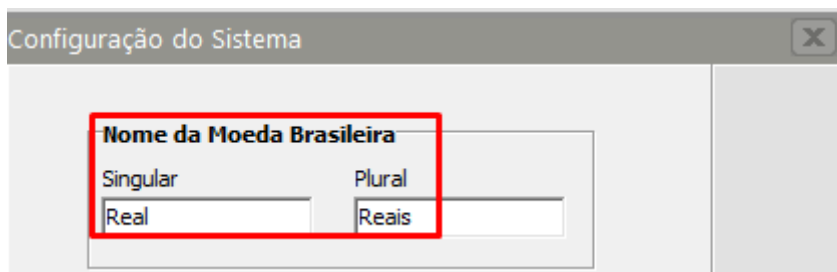 Configuração do Sistema
Nome da Moeda Brasileira
Singular Plural
Real Reais